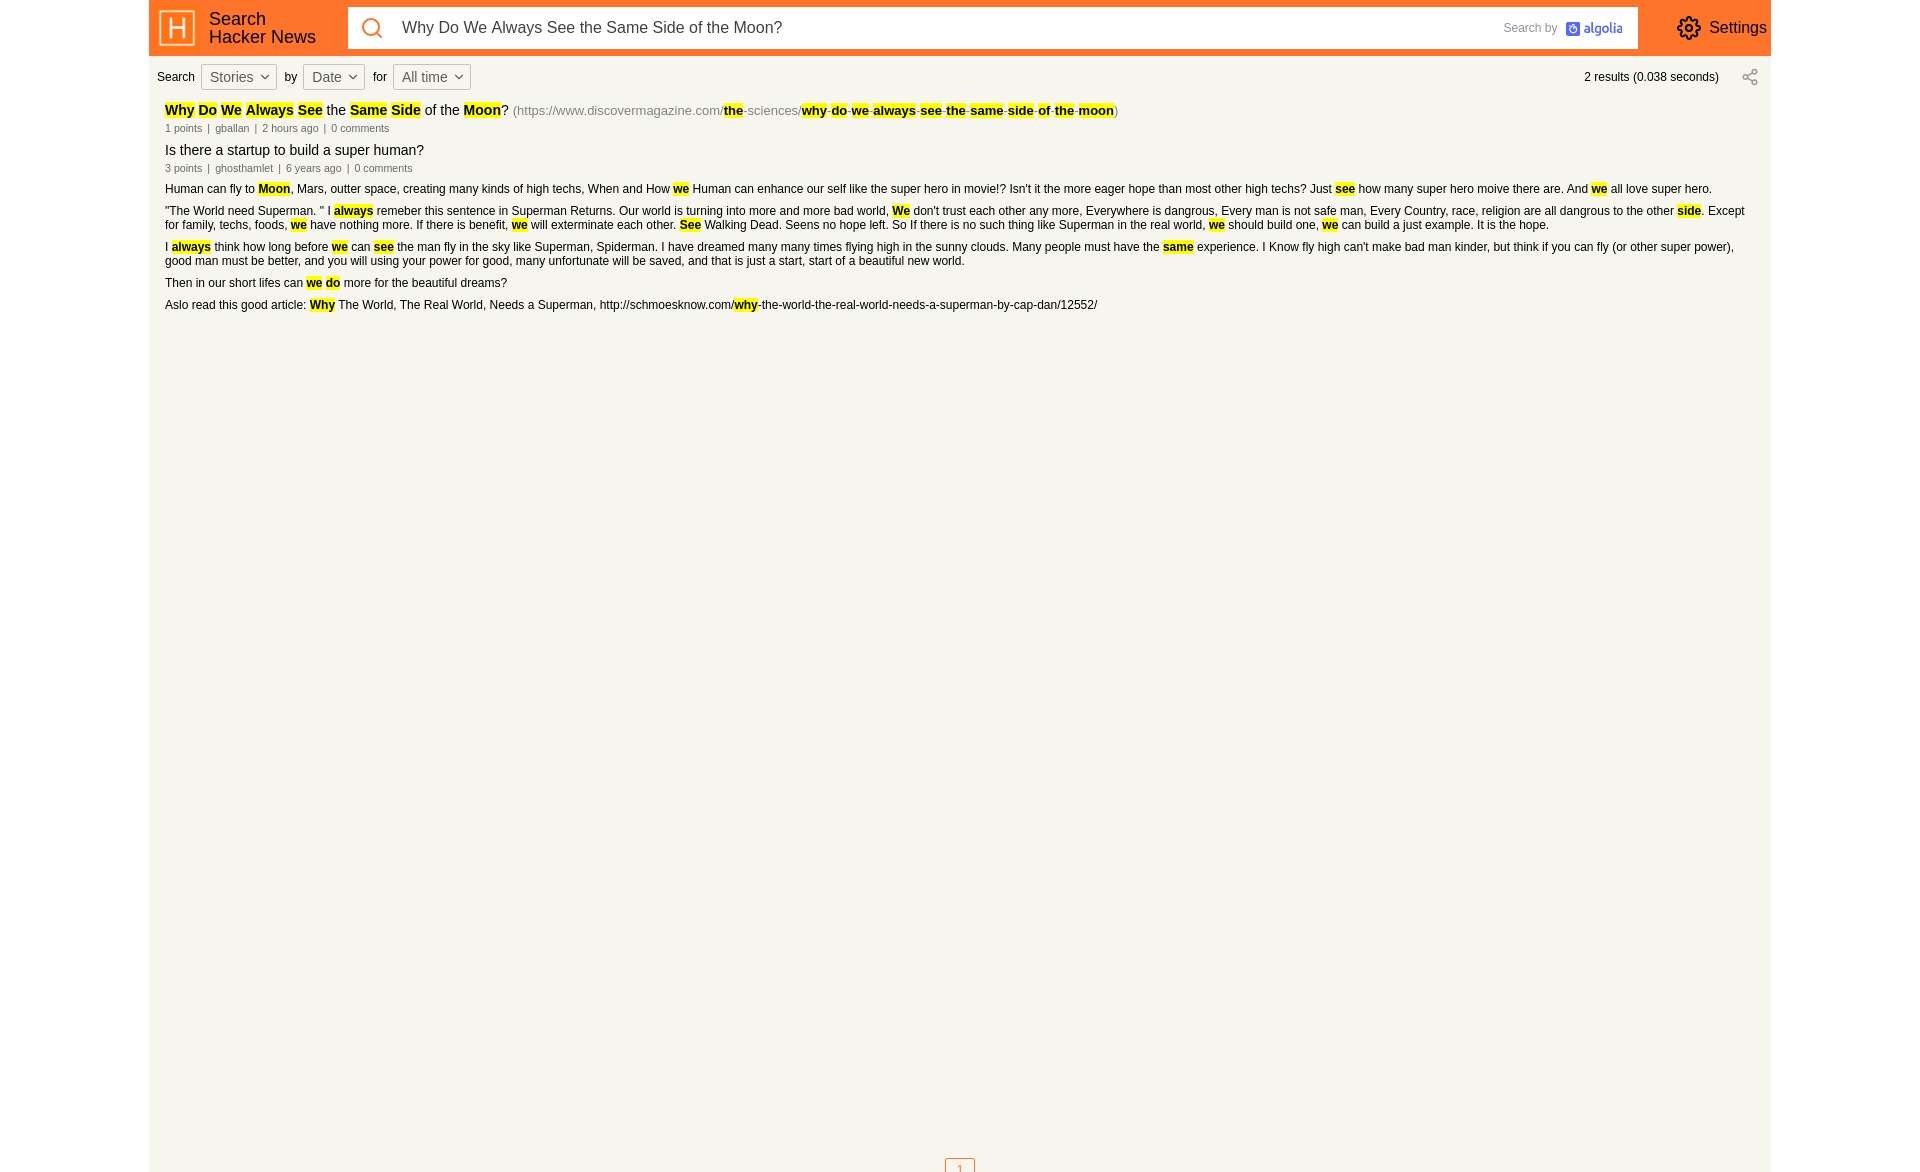 Search
Hacker News
Why Do We Always See the Same Side of the Moon?
Search by algolia
Settings
Search Stories by Date for All time
2 results (0.038 seconds)
Why Do We Always See the Same Side of the Moon? (https://www.discovermagazine.com/the-sciences/why-do-we-always-see-the-same-side-of-the-moon)
1 points | gballan | 2 hours ago | 0 comments
Is there a startup to build a super human?
3 points | ghosthamlet | 6 years ago | 0 comments
Human can fly to Moon, Mars, outter space, creating many kinds of high techs, When and How we Human can enhance our self like the super hero in movie!? Isn't it the more eager hope than most other high techs? Just see how many super hero moive there are. And we all love super hero.
"The World need Superman. " I always remeber this sentence in Superman Returns. Our world is turning into more and more bad world, We don't trust each other any more, Everywhere is dangrous, Every man is not safe man, Every Country, race, religion are all dangrous to the other side. Except
for family, techs, foods, we have nothing more. If there is benefit, we will exterminate each other. See Walking Dead. Seens no hope left. So If there is no such thing like Superman in the real world, we should build one, we can build a just example. It is the hope.
I always think how long before we can see the man fly in the sky like Superman, Spiderman. I have dreamed many many times flying high in the sunny clouds. Many people must have the same experience. I Know fly high can't make bad man kinder, but think if you can fly (or other super power),
good man must be better, and you will using your power for good, many unfortunate will be saved, and that is just a start, start of a beautiful new world.
Then in our short lifes can we do more for the beautiful dreams?
Aslo read this good article: Why The World, The Real World, Needs a Superman, http://schmoesknow.com/why-the-world-the-real-world-needs-a-superman-by-cap-dan/12552/
1